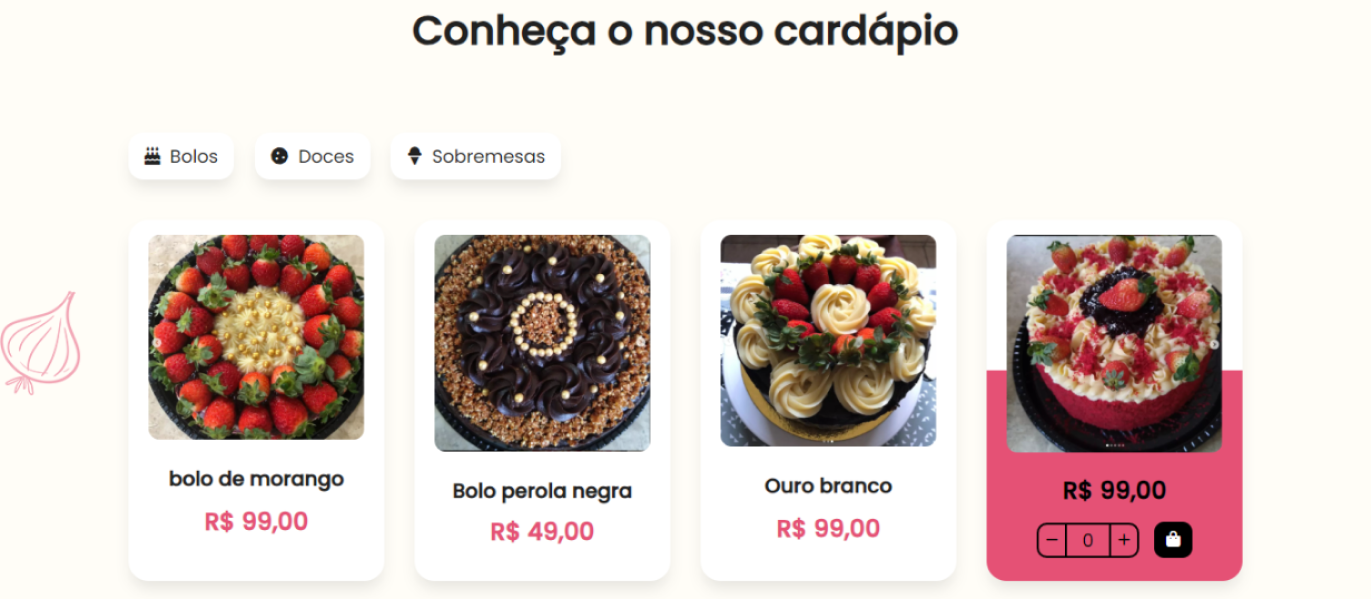 Conheça o nosso cardápio
Bolos
Doces
Sobremesas
bolo de morango
R$ 99,00
Bolo perola negra
R$ 49,00
Ouro branco
R$ 99,00
R$ 99,00
− 0 +